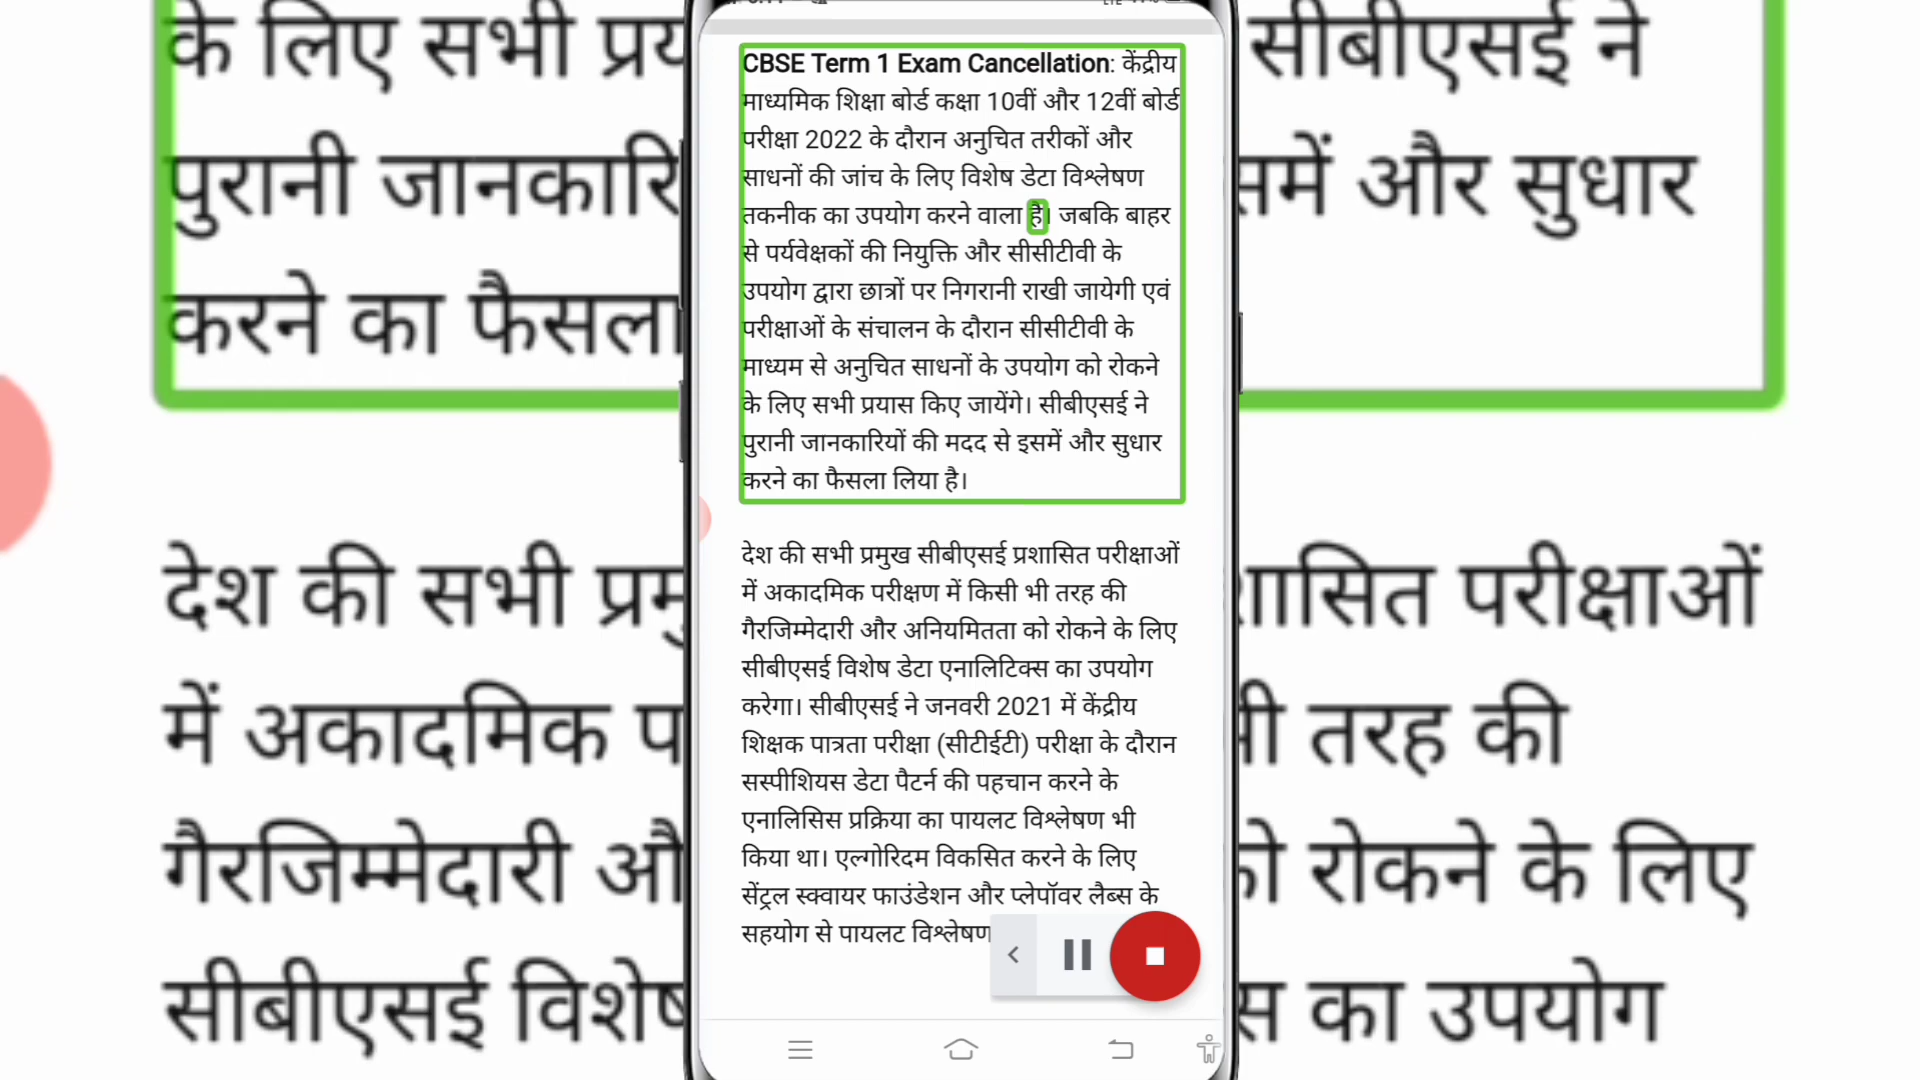 CBSE Term 1 Exam Cancellation: केंद्रीय
माध्यमिक शिक्षा बोर्ड कक्षा 10वीं और 12वीं बोर्ड
परीक्षा 2022 के दौरान अनुचित तरीकों और
साधनों की जांच के लिए विशेष डेटा विश्लेषण
तकनीक का उपयोग करने वाला है। जबकि बाहर
से पर्यवेक्षकों की नियुक्ति और सीसीटीवी के
उपयोग द्वारा छात्रों पर निगरानी राखी जायेगी एवं
परीक्षाओं के संचालन के दौरान सीसीटीवी के
माध्यम से अनुचित साधनों के उपयोग को रोकने
के लिए सभी प्रयास किए जायेंगे। सीबीएसई ने
पुरानी जानकारियों की मदद से इसमें और सुधार
करने का फैसला लिया है।
देश की सभी प्रमुख सीबीएसई प्रशासित परीक्षाओं
में अकादमिक परीक्षण में किसी भी तरह की
गैरजिम्मेदारी और अनियमितता को रोकने के लिए
सीबीएसई विशेष डेटा एनालिटिक्स का उपयोग
करेगा। सीबीएसई ने जनवरी 2021 में केंद्रीय
शिक्षक पात्रता परीक्षा (सीटीईटी) परीक्षा के दौरान
सस्पीशियस डेटा पैटर्न की पहचान करने के
एनालिसिस प्रक्रिया का पायलट विश्लेषण भी
किया था। एल्गोरिदम विकसित करने के लिए
सेंट्रल स्क्वायर फाउंडेशन और प्लेपॉवर लैब्स के
सहयोग से पायलट विश्लेषण
के लिए सभी
सीबीएसई ने
पुरानी
और सुधार
करने का फैसला
देश की सभी
परीक्षाओं
में अकादमिक
तरह की
गैरजिम्मेदारी
रोकने के लिए
सीबीएसई
का उपयोग